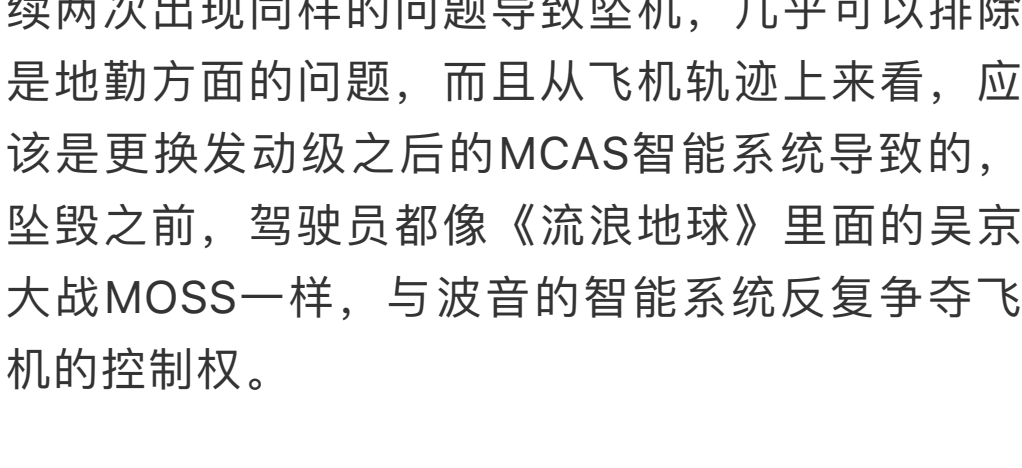 续两次出现同样的问题导致坠机，几乎可以排除
是地勤方面的问题，而且从飞机轨迹上来看，应
该是更换发动级之后的MCAS智能系统导致的，
坠毁之前，驾驶员都像《流浪地球》里面的吴京
大战MOSS一样，与波音的智能系统反复争夺飞
机的控制权。